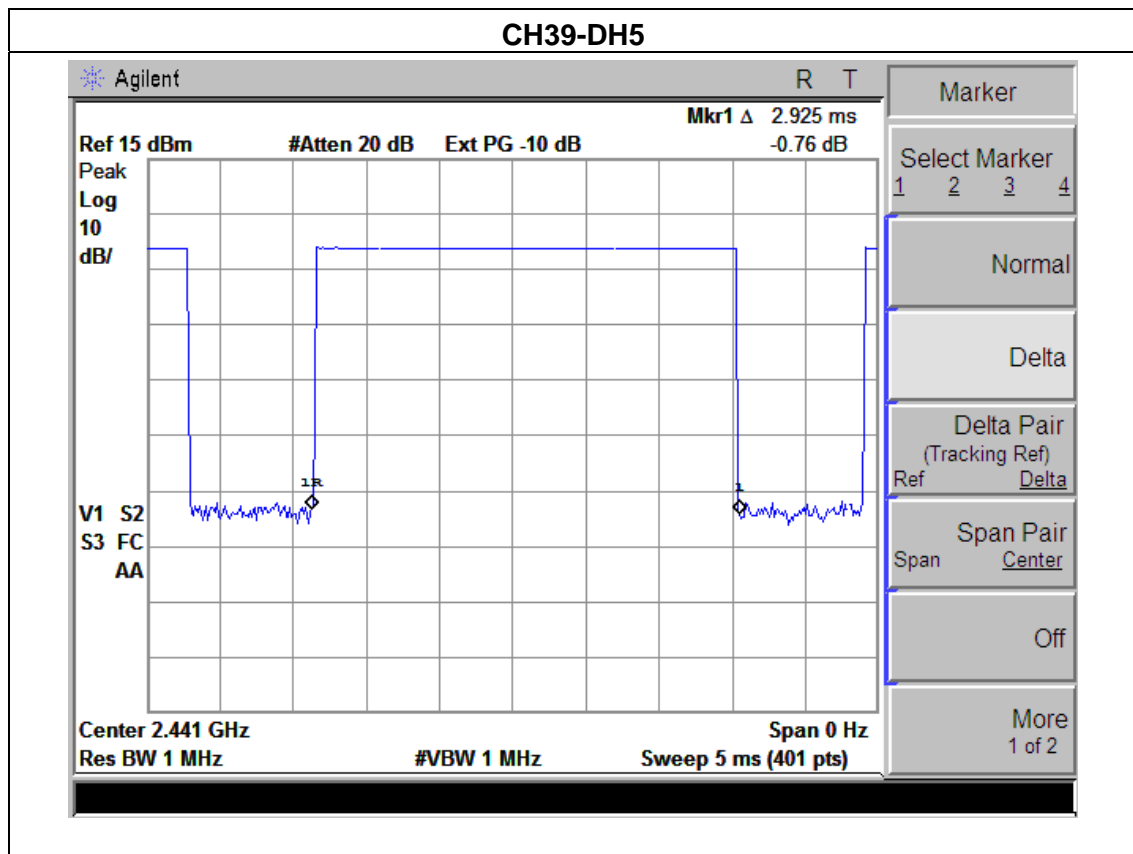 CH39-DH5
Agilent
R T
Mkr1 Δ 2.925 ms
Ref 15 dBm #Atten 20 dB Ext PG -10 dB -0.76 dB
Peak
Log
10
dB/
1R
1
V1 S2
S3 FC
AA
Center 2.441 GHz Span 0 Hz
Res BW 1 MHz #VBW 1 MHz Sweep 5 ms (401 pts)
Marker
Select Marker
1 2 3 4
Normal
Delta
Delta Pair
(Tracking Ref)
Ref Delta
Span Pair
Span Center
Off
More
1 of 2